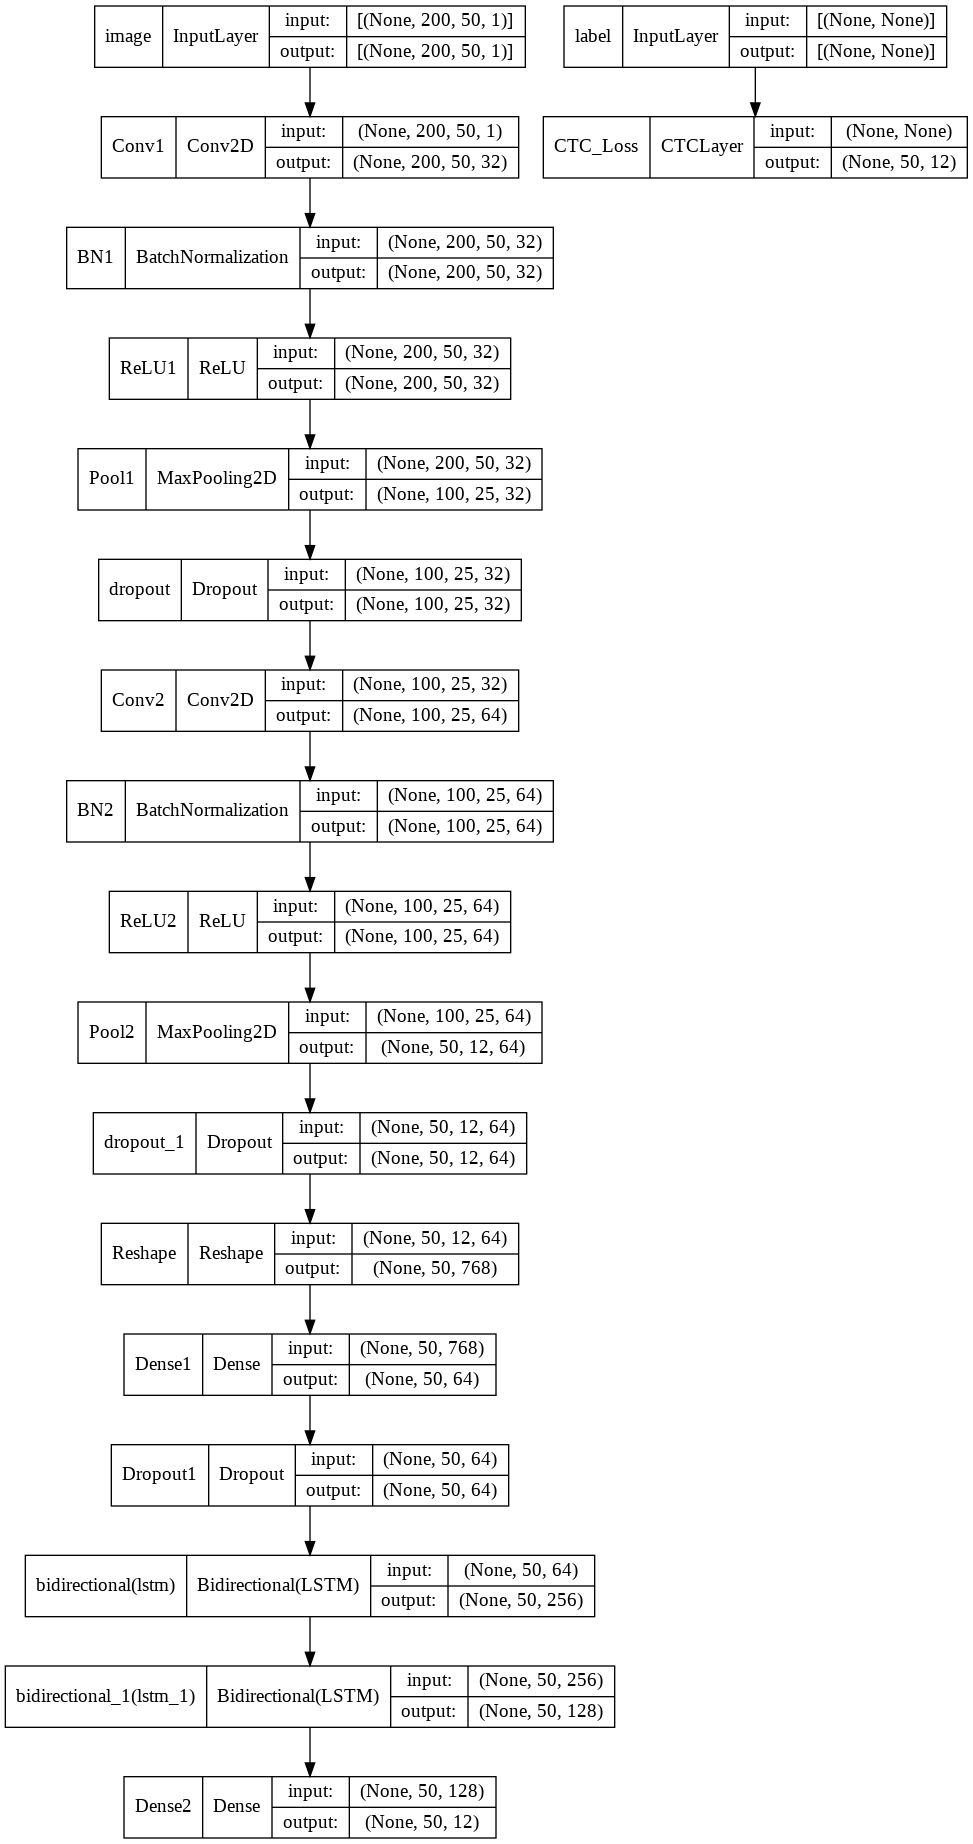 image InputLayer input: [(None, 200, 50, 1)]
output: [(None, 200, 50, 1)]
label InputLayer input: [(None, None)]
output: [(None, None)]
Conv1 Conv2D input: (None, 200, 50, 1)
output: (None, 200, 50, 32)
CTC_Loss CTCLayer input: (None, None)
output: (None, 50, 12)
BN1 BatchNormalization input: (None, 200, 50, 32)
output: (None, 200, 50, 32)
ReLU1 ReLU input: (None, 200, 50, 32)
output: (None, 200, 50, 32)
Pool1 MaxPooling2D input: (None, 200, 50, 32)
output: (None, 100, 25, 32)
dropout Dropout input: (None, 100, 25, 32)
output: (None, 100, 25, 32)
Conv2 Conv2D input: (None, 100, 25, 32)
output: (None, 100, 25, 64)
BN2 BatchNormalization input: (None, 100, 25, 64)
output: (None, 100, 25, 64)
ReLU2 ReLU input: (None, 100, 25, 64)
output: (None, 100, 25, 64)
Pool2 MaxPooling2D input: (None, 100, 25, 64)
output: (None, 50, 12, 64)
dropout_1 Dropout input: (None, 50, 12, 64)
output: (None, 50, 12, 64)
Reshape Reshape input: (None, 50, 12, 64)
output: (None, 50, 768)
Dense1 Dense input: (None, 50, 768)
output: (None, 50, 64)
Dropout1 Dropout input: (None, 50, 64)
output: (None, 50, 64)
bidirectional(lstm) Bidirectional(LSTM) input: (None, 50, 64)
output: (None, 50, 256)
bidirectional_1(lstm_1) Bidirectional(LSTM) input: (None, 50, 256)
output: (None, 50, 128)
Dense2 Dense input: (None, 50, 128)
output: (None, 50, 12)